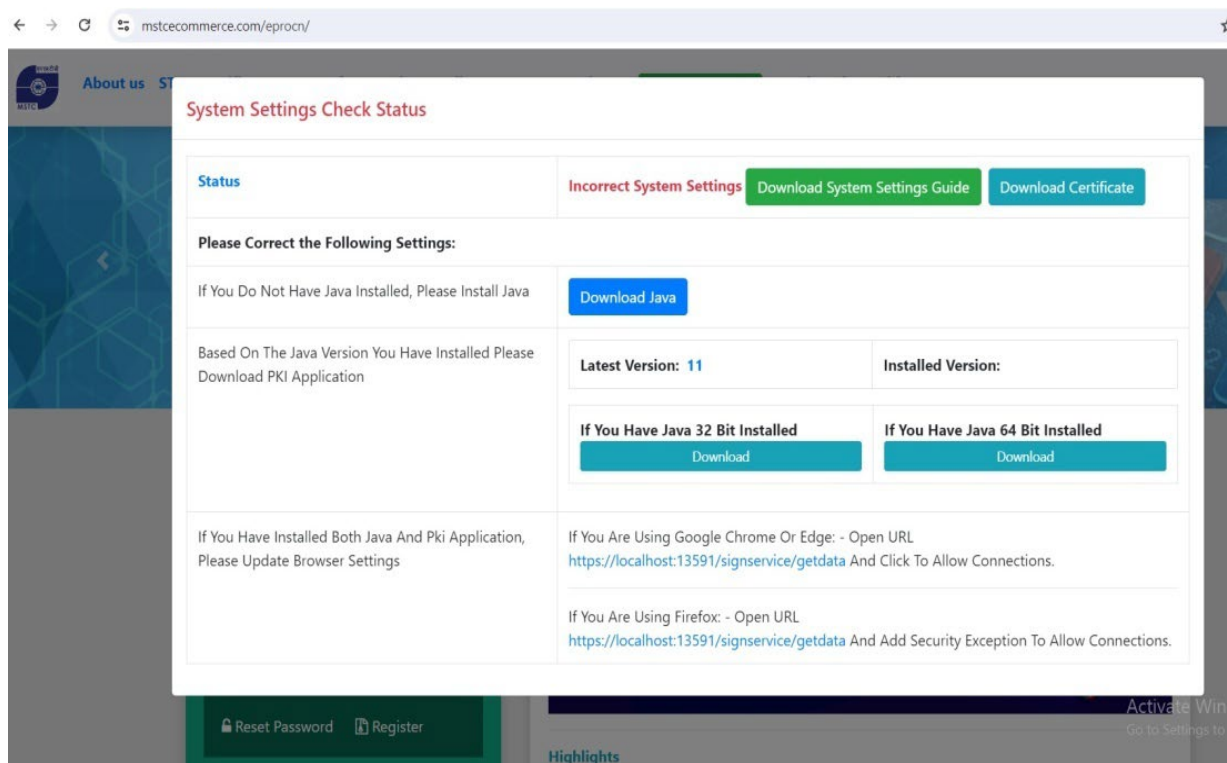 mstcecommerce.com/eprocn/
MSTC
About us
System Settings Check Status
Status
Incorrect System Settings
Download System Settings Guide
Download Certificate
Please Correct the Following Settings:
If You Do Not Have Java Installed, Please Install Java
Download Java
Based On The Java Version You Have Installed Please
Download PKI Application
Latest Version: 11
Installed Version:
If You Have Java 32 Bit Installed
Download
If You Have Java 64 Bit Installed
Download
If You Have Installed Both Java And Pki Application,
Please Update Browser Settings
If You Are Using Google Chrome Or Edge: - Open URL
https://localhost:13591/signservice/getdata And Click To Allow Connections.
If You Are Using Firefox: - Open URL
https://localhost:13591/signservice/getdata And Add Security Exception To Allow Connections.
Reset Password
Register
Activate Win
Go to Settings to
Highlights